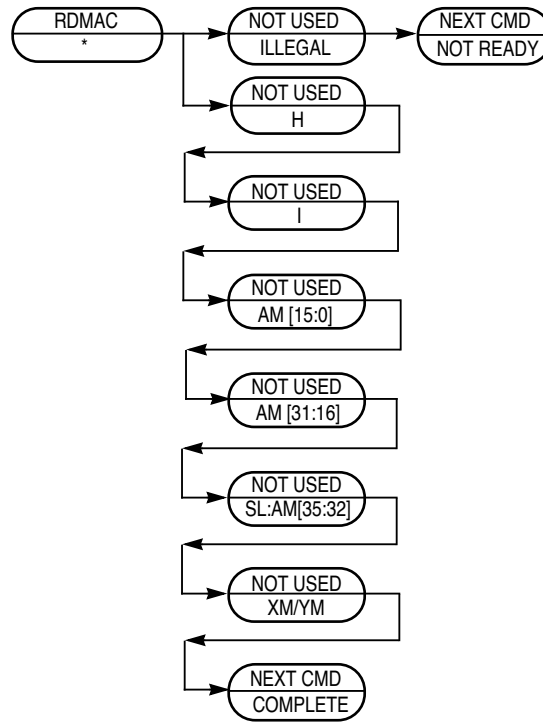 RDMAC
*
NOT USED
ILLEGAL
NEXT CMD
NOT READY
NOT USED
H
NOT USED
I
NOT USED
AM [15:0]
NOT USED
AM [31:16]
NOT USED
SL:AM[35:32]
NOT USED
XM/YM
NEXT CMD
COMPLETE